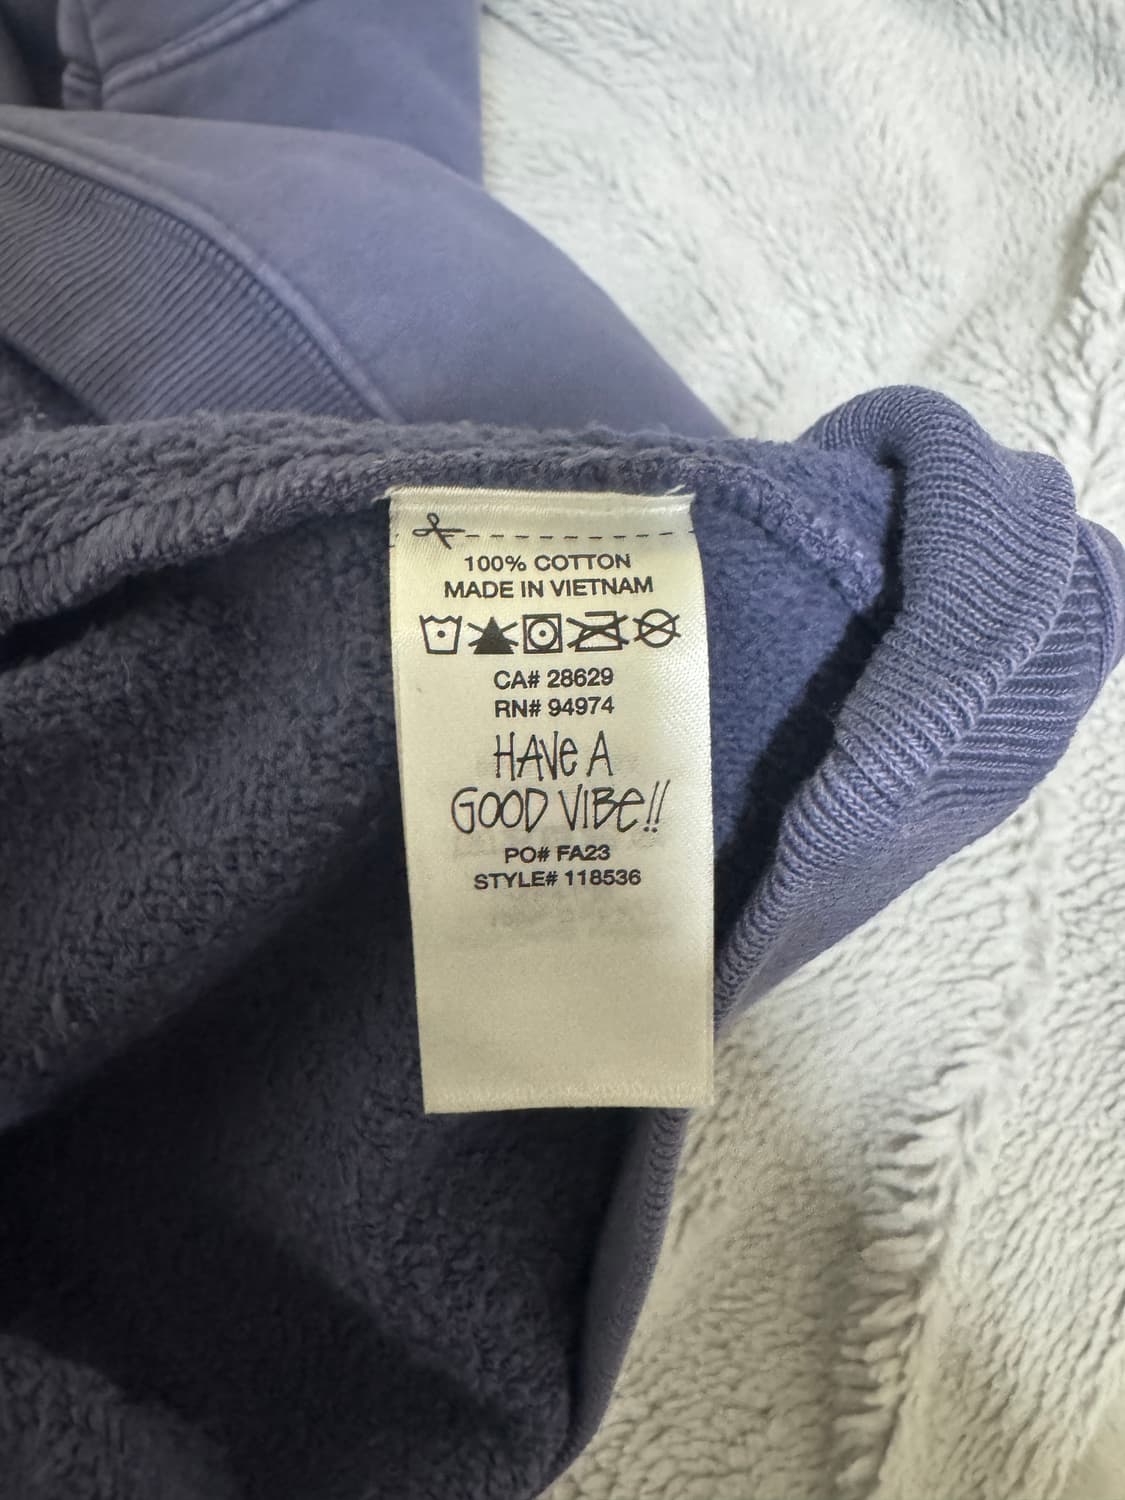 100% COTTON
MADE IN VIETNAM
CA# 28629
RN# 94974
HAVE A
GOOD VIBE!!
PO# FA23
STYLE# 118536